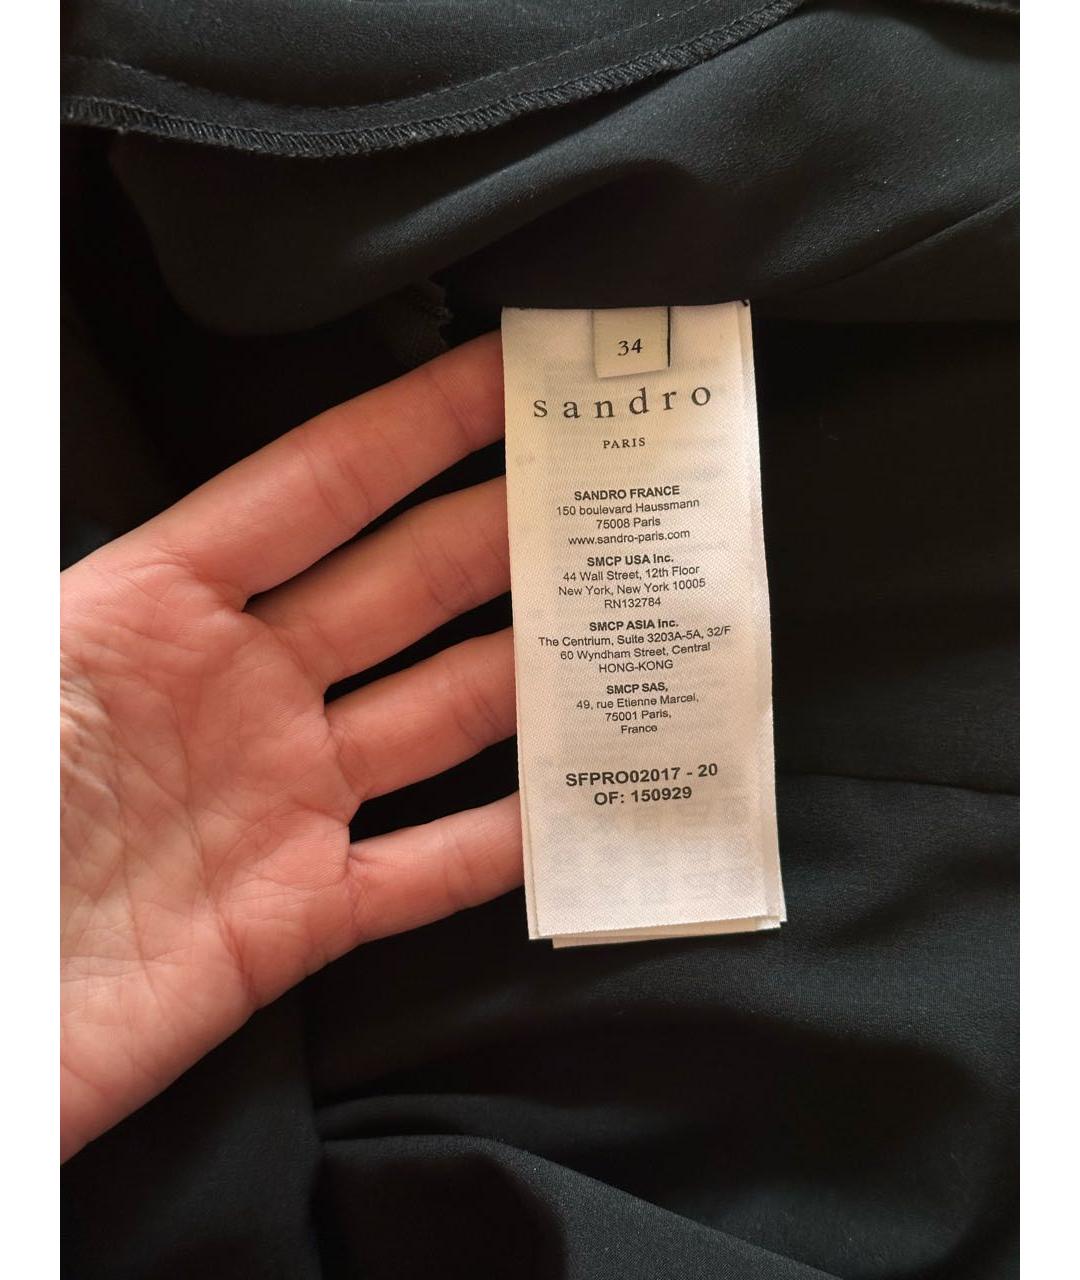 34
sandro
PARIS
SANDRO FRANCE
150 boulevard Haussmann
75008 Paris
www.sandro-paris.com
SMCP USA Inc.
44 Wall Street, 12th Floor
New York, New York 10005
RN132784
SMCP ASIA Inc.
The Centrium, Suite 3203A-5A, 32/F
60 Wyndham Street, Central
HONG-KONG
SMCP SAS,
49, rue Etienne Marcel,
75001 Paris,
France
SFPRO02017 - 20
OF: 150929